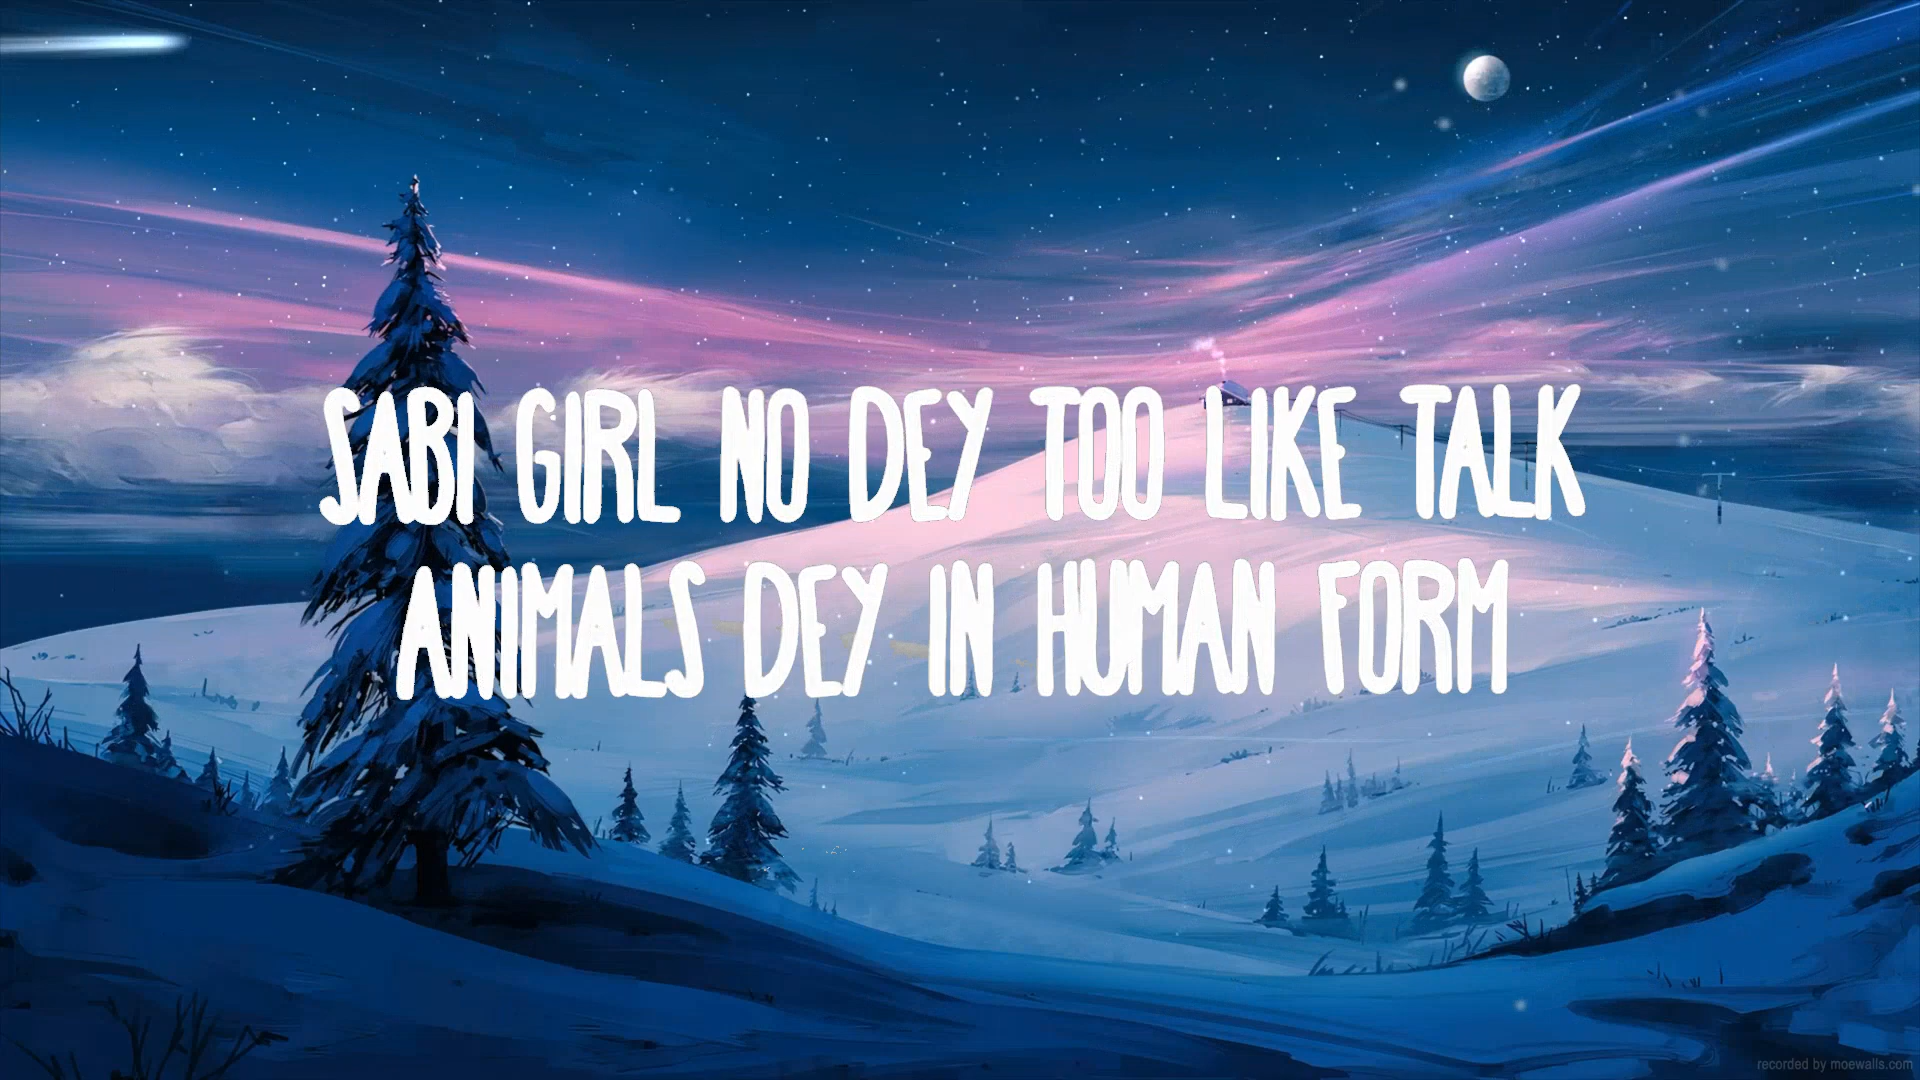 SABI GIRL NO DEY TOO LIKE TALK
ANIMALS DEY IN HUMAN FORM
recorded by moewalls.com